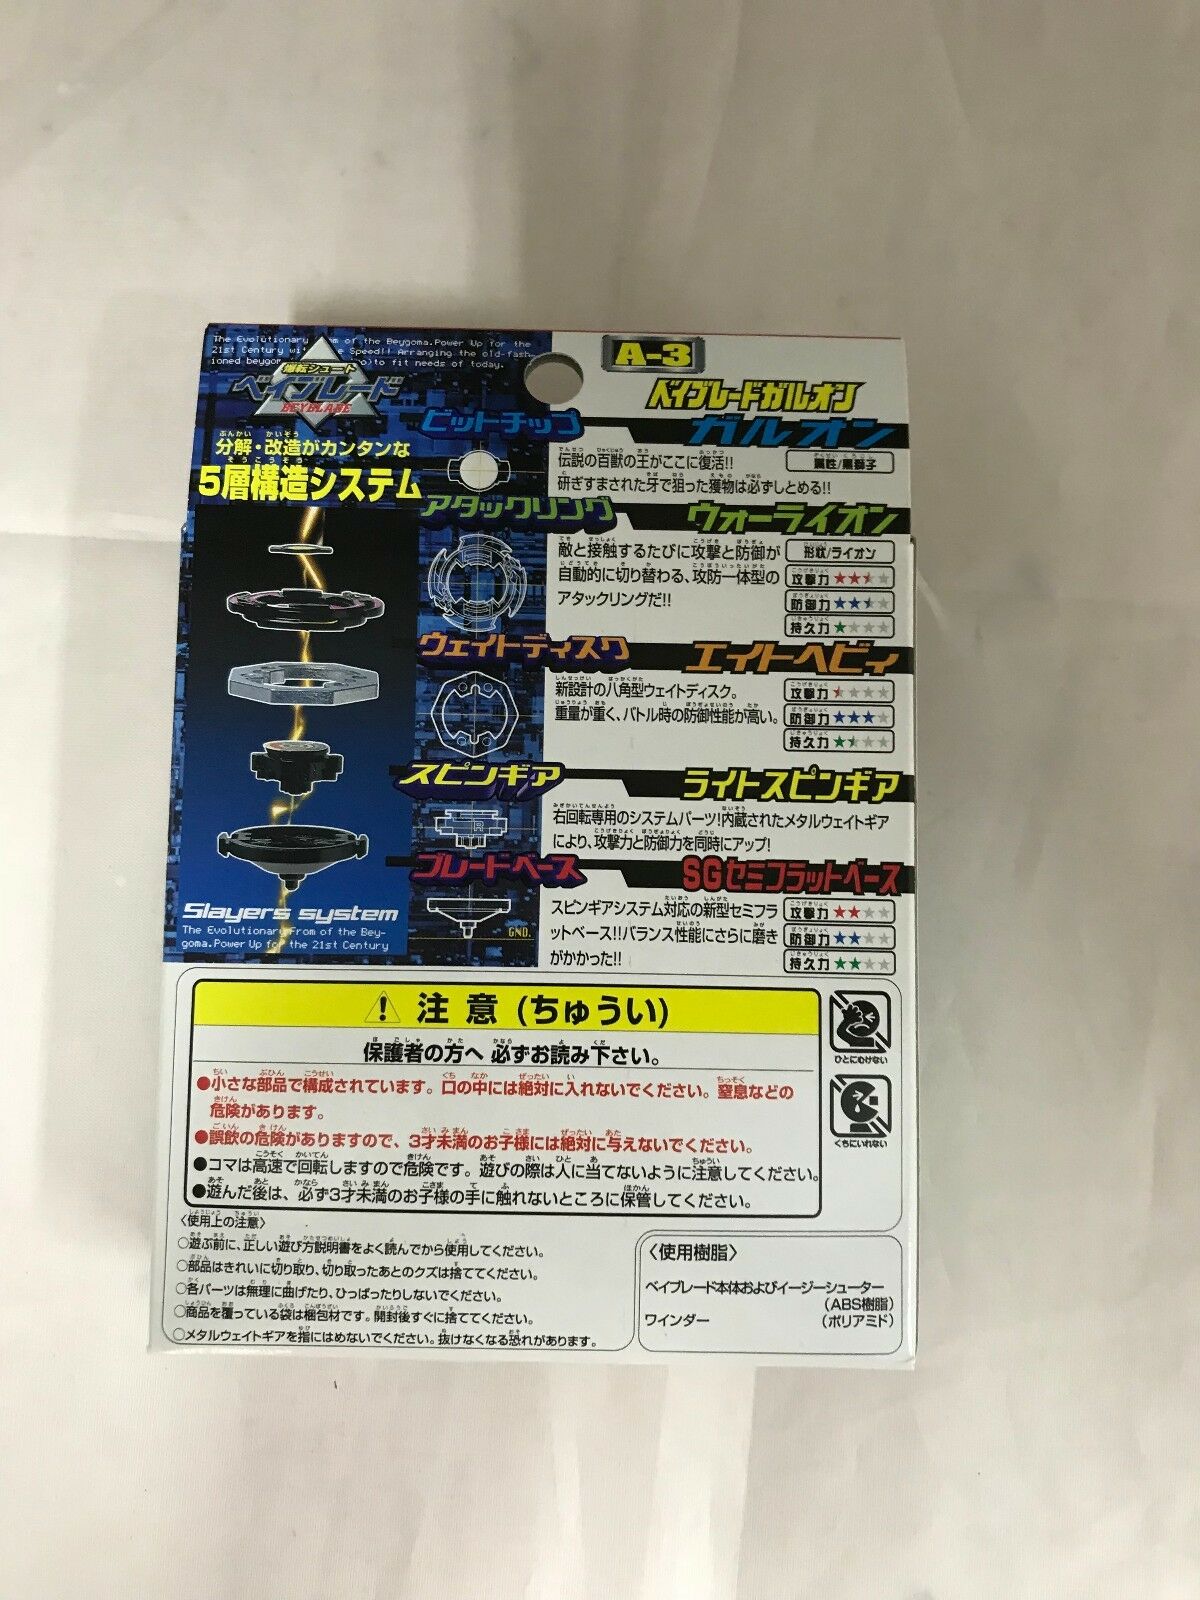 The Evolutionary From of the Beygoma.Power Up for the
21st Century with Speed!! Arranging the old-fash-
ioned beygoma to fit needs of today.
爆転シュート
ベイブレード
BEYBLADE
分解・改造がカンタンな
5層構造システム
5layers system
The Evolutionary From of the Bey-
goma.Power Up for the 21st Century
A-3
ベイブレードガルオン
ビットチップ
ガルオン
伝説の百獣の王がここに復活!!
属性/黒獅子
研ぎすまされた牙で狙った獲物は必ずしとめる!!
アタックリング
ウォーライオン
敵と接触するたびに攻撃と防御が
自動的に切り替わる、攻防一体型の
アタックリングだ!!
形状/ライオン
攻撃力★★★★
防御力★★★★
持久力★★★★
ウェイトディスク
エイトヘビィ
新設計の八角型ウェイトディスク。
重量が重く、バトル時の防御性能が高い。
攻撃力★★★★
防御力★★★★
持久力★★★★
スピンギア
ライトスピンギア
右回転専用のシステムパーツ!内蔵されたメタルウェイトギア
により、攻撃力と防御力を同時にアップ!
R
ブレードベース
SGセミフラットベース
スピンギアシステム対応の新型セミフラ
ットベース!!バランス性能にさらに磨き
がかかった!!
攻撃力★★★★
防御力★★★★
持久力★★★★
GND.
注意(ちゅうい)
保護者の方へ 必ずお読み下さい。
●小さな部品で構成されています。口の中には絶対に入れないでください。窒息などの
危険があります。
●誤飲の危険がありますので、3才未満のお子様には絶対に与えないでください。
●コマは高速で回転しますので危険です。遊びの際は人に当てないように注意してください。
●遊んだ後は、必ず3才未満のお子様の手に触れないところに保管してください。
ひとにむけない
くちにいれない
〈使用上の注意〉
○遊ぶ前に、正しい遊び方説明書をよく読んでから使用してください。
○部品はきれいに切り取り、切り取ったあとのクズは捨ててください。
○各パーツは無理に曲げたり、ひっぱったりしないでください。
○商品を覆っている袋は梱包材です。開封後すぐに捨ててください。
○メタルウェイトギアを指にはめないでください。抜けなくなる恐れがあります。
〈使用樹脂〉
ベイブレード本体およびイージーシューター
(ABS樹脂)
ワインダー (ポリアミド)